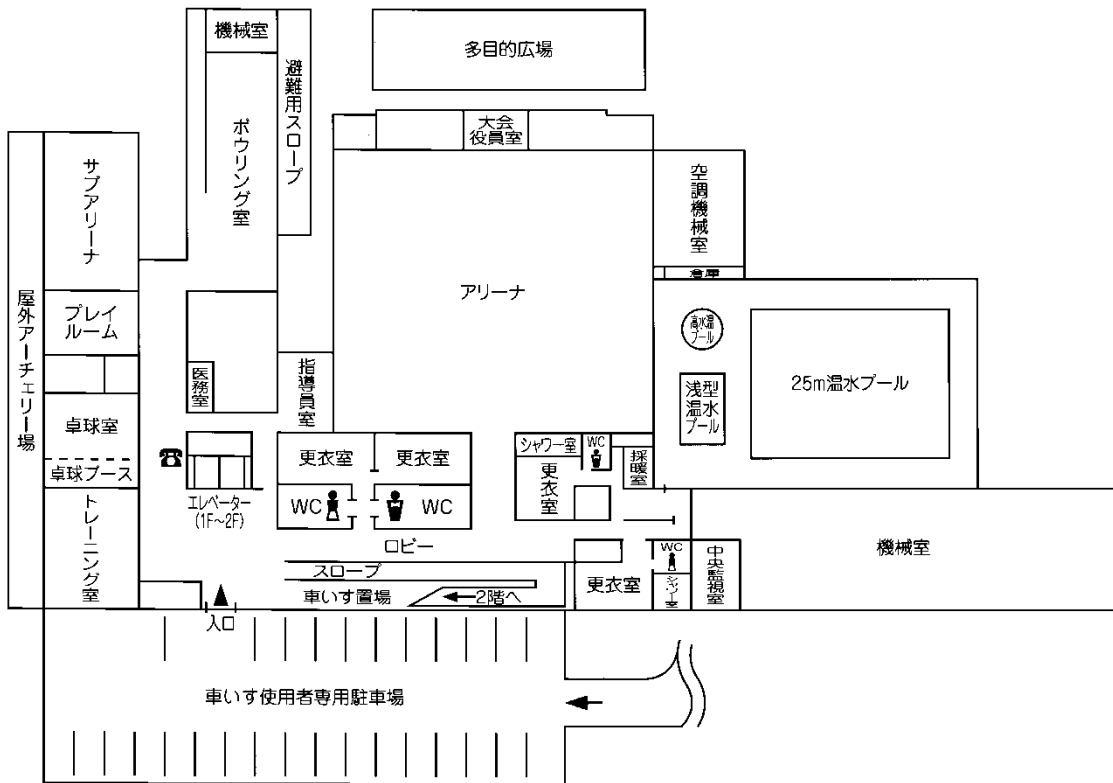 機械室
避難用スロープ
多目的広場
ボウリング室
大会
役員室
サブアリーナ
空調機械室
倉庫
屋外アーチェリー場
アリーナ
プレイ
ルーム
高水温
プール
25m温水プール
医務室
指導員室
浅型
温水
プール
卓球室
卓球ブース
更衣室
更衣室
シャワー室
WC
更衣室
採暖室
エレベーター
(1F～2F)
WC
WC
トレーニング室
ロビー
機械室
スロープ
車いす置場
2階へ
更衣室
WC
シャワー室
中央監視室
入口
車いす使用者専用駐車場